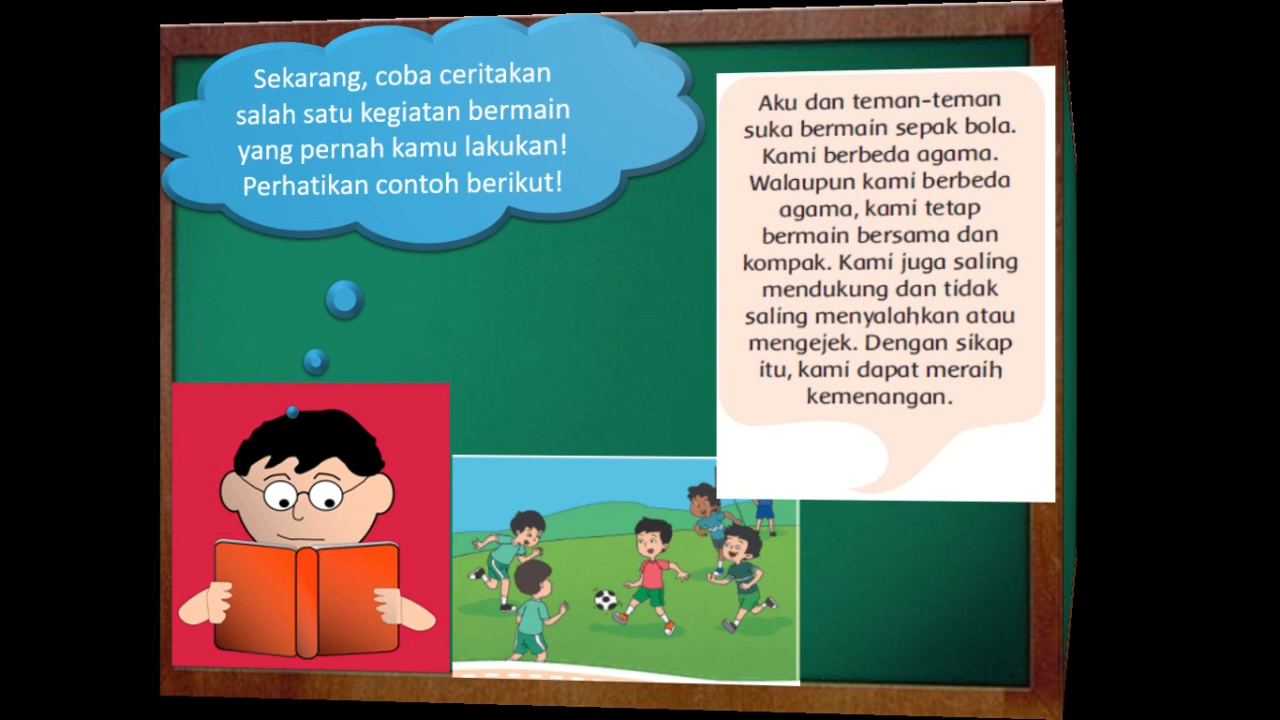 Sekarang, coba ceritakan
salah satu kegiatan bermain
yang pernah kamu lakukan!
Perhatikan contoh berikut!
Aku dan teman-teman
suka bermain sepak bola.
Kami berbeda agama.
Walaupun kami berbeda
agama, kami tetap
bermain bersama dan
kompak. Kami juga saling
mendukung dan tidak
saling menyalahkan atau
mengejek. Dengan sikap
itu, kami dapat meraih
kemenangan.